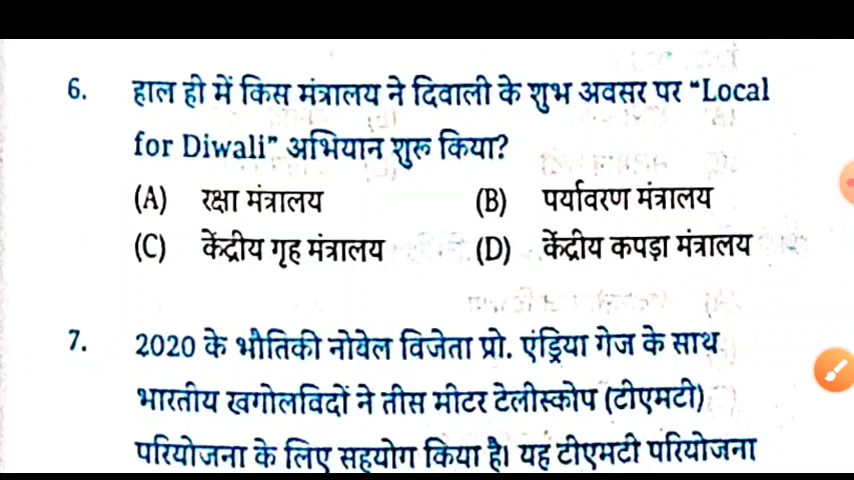 6. हाल ही में किस मंत्रालय ने दिवाली के शुभ अवसर पर “Local
for Diwali” अभियान शुरू किया?
(A) रक्षा मंत्रालय (B) पर्यावरण मंत्रालय
(C) केंद्रीय गृह मंत्रालय (D) केंद्रीय कपड़ा मंत्रालय
7. 2020 के भौतिकी नोबेल विजेता प्रो. एंड्रिया गेज के साथ
भारतीय खगोलविदों ने तीस मीटर टेलीस्कोप (टीएमटी)
परियोजना के लिए सहयोग किया है। यह टीएमटी परियोजना